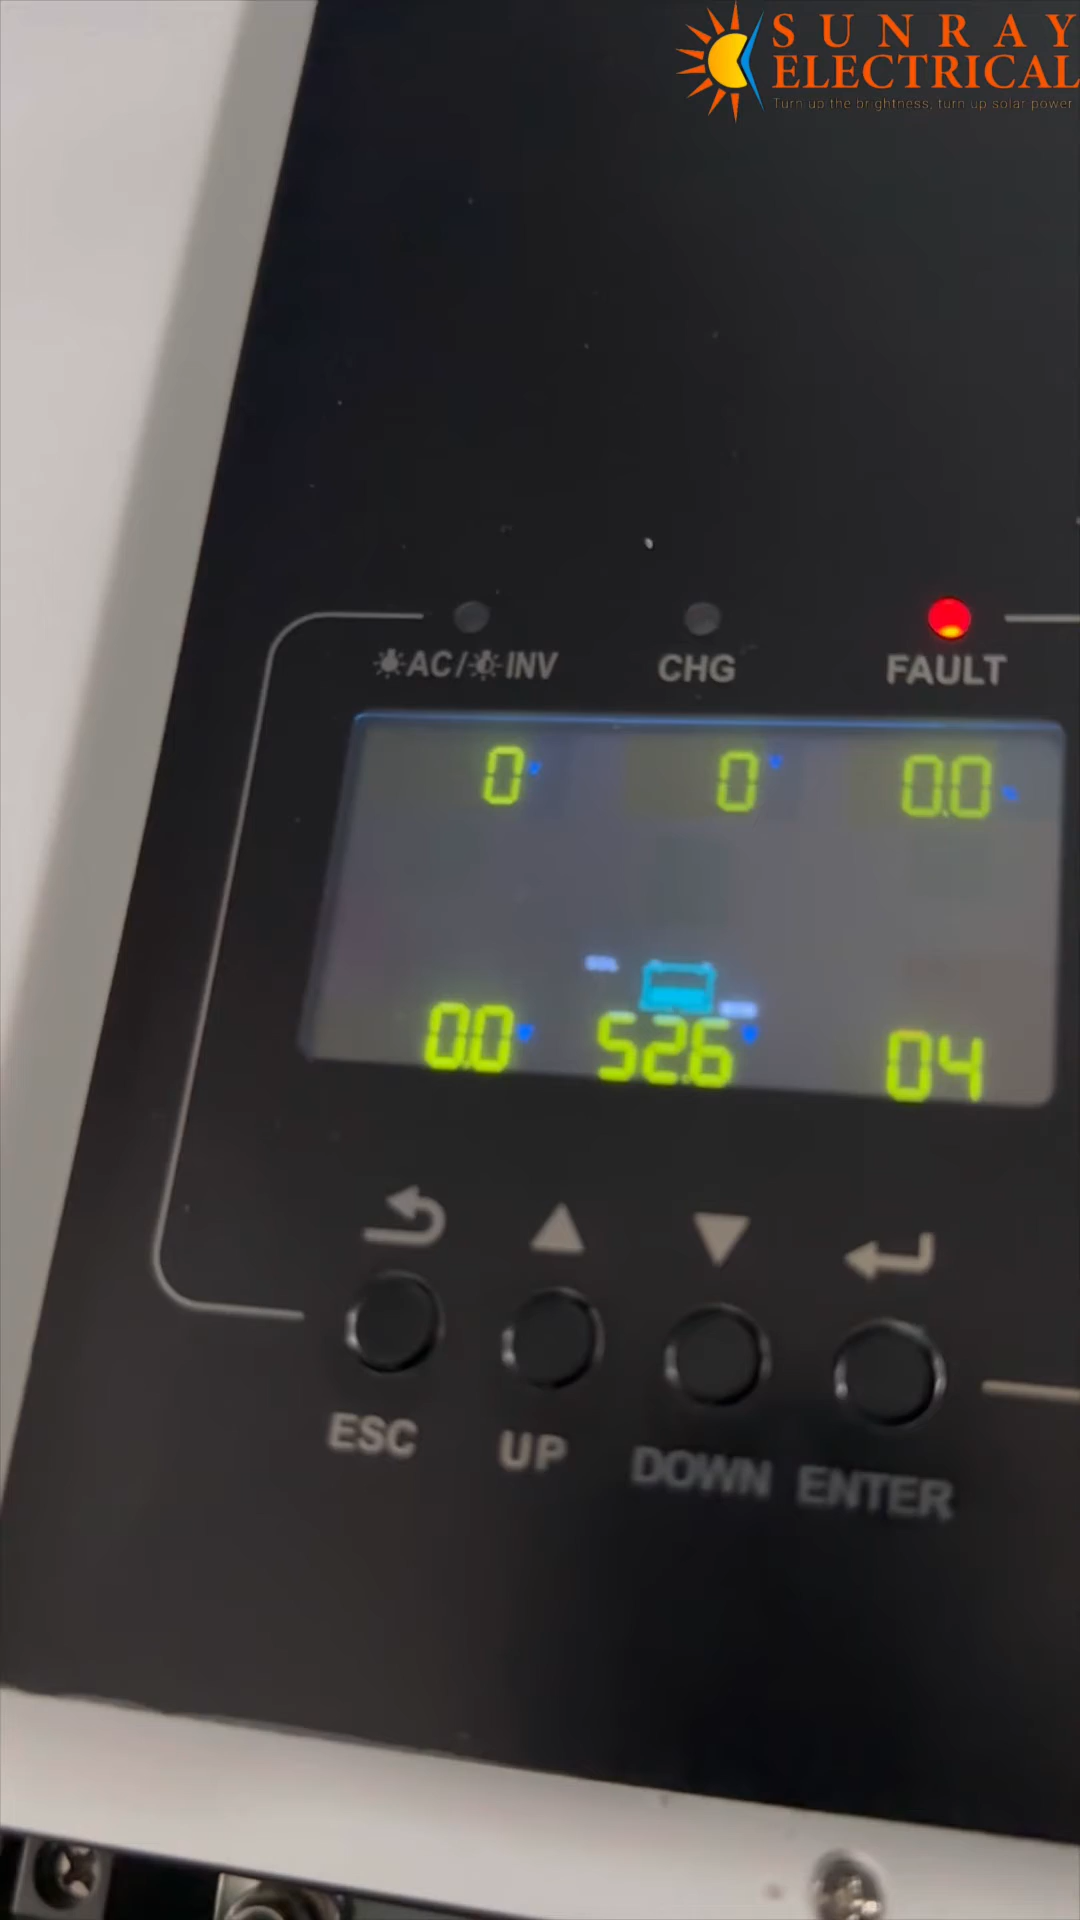 SUNRAY
ELECTRICAL
Turn up the brightness, turn up solar power
AC/ INV CHG FAULT
0 0 0.0
0.0 52.6 04
ESC UP DOWN ENTER